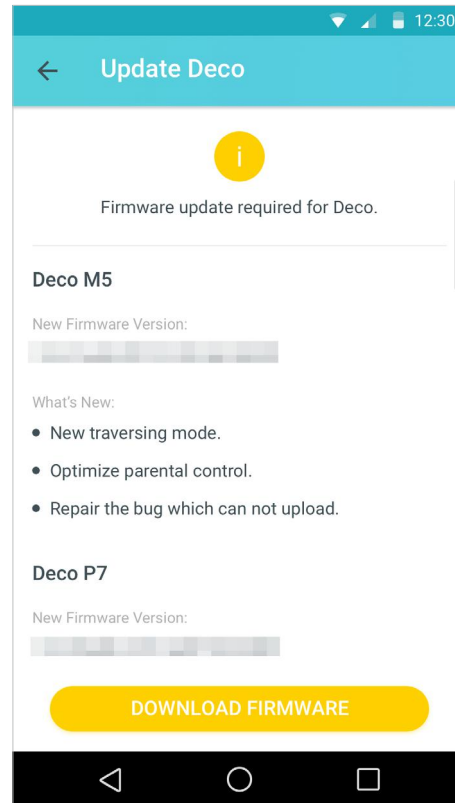 12:30
Update Deco
i
Firmware update required for Deco.
Deco M5
New Firmware Version:
What's New:
• New traversing mode.
• Optimize parental control.
• Repair the bug which can not upload.
Deco P7
New Firmware Version:
DOWNLOAD FIRMWARE